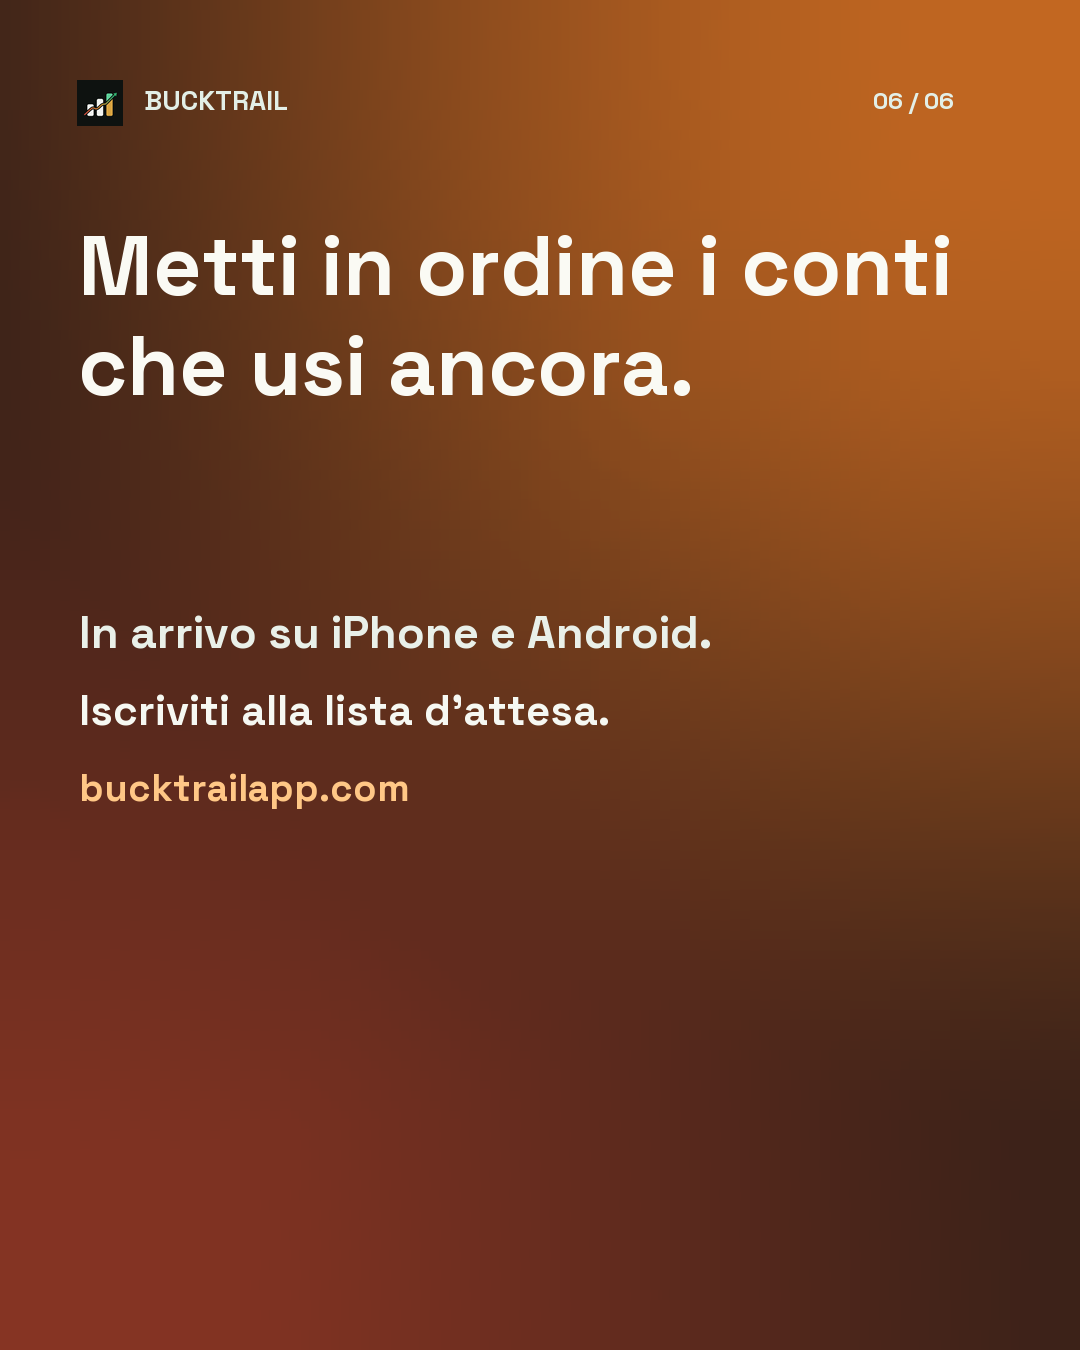 BUCKTRAIL
06 / 06
Metti in ordine i conti
che usi ancora.
In arrivo su iPhone e Android.
Iscriviti alla lista d’attesa.
bucktrailapp.com